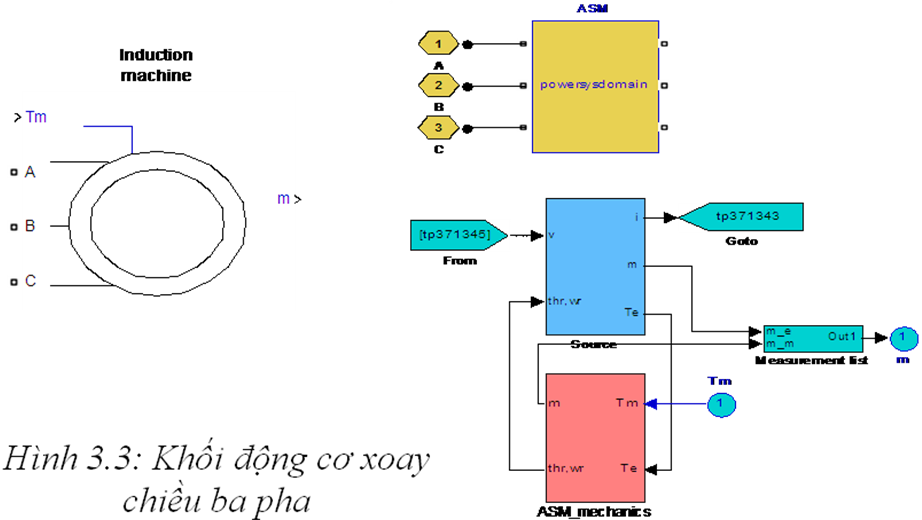 Induction
machine
>Tm
A
B
C
m >
ASM
1
A
2
B
3
C
powersysdomain
[tp371345]
From
v
thr,wr
i
m
Te
Source
tp371343
Goto
m_e
m_m
Out1
Measurement list
1
m
Tm
1
m
thr,wr
Tm
Te
ASM_mechanics
Hình 3.3: Khối động cơ xoay
chiều ba pha